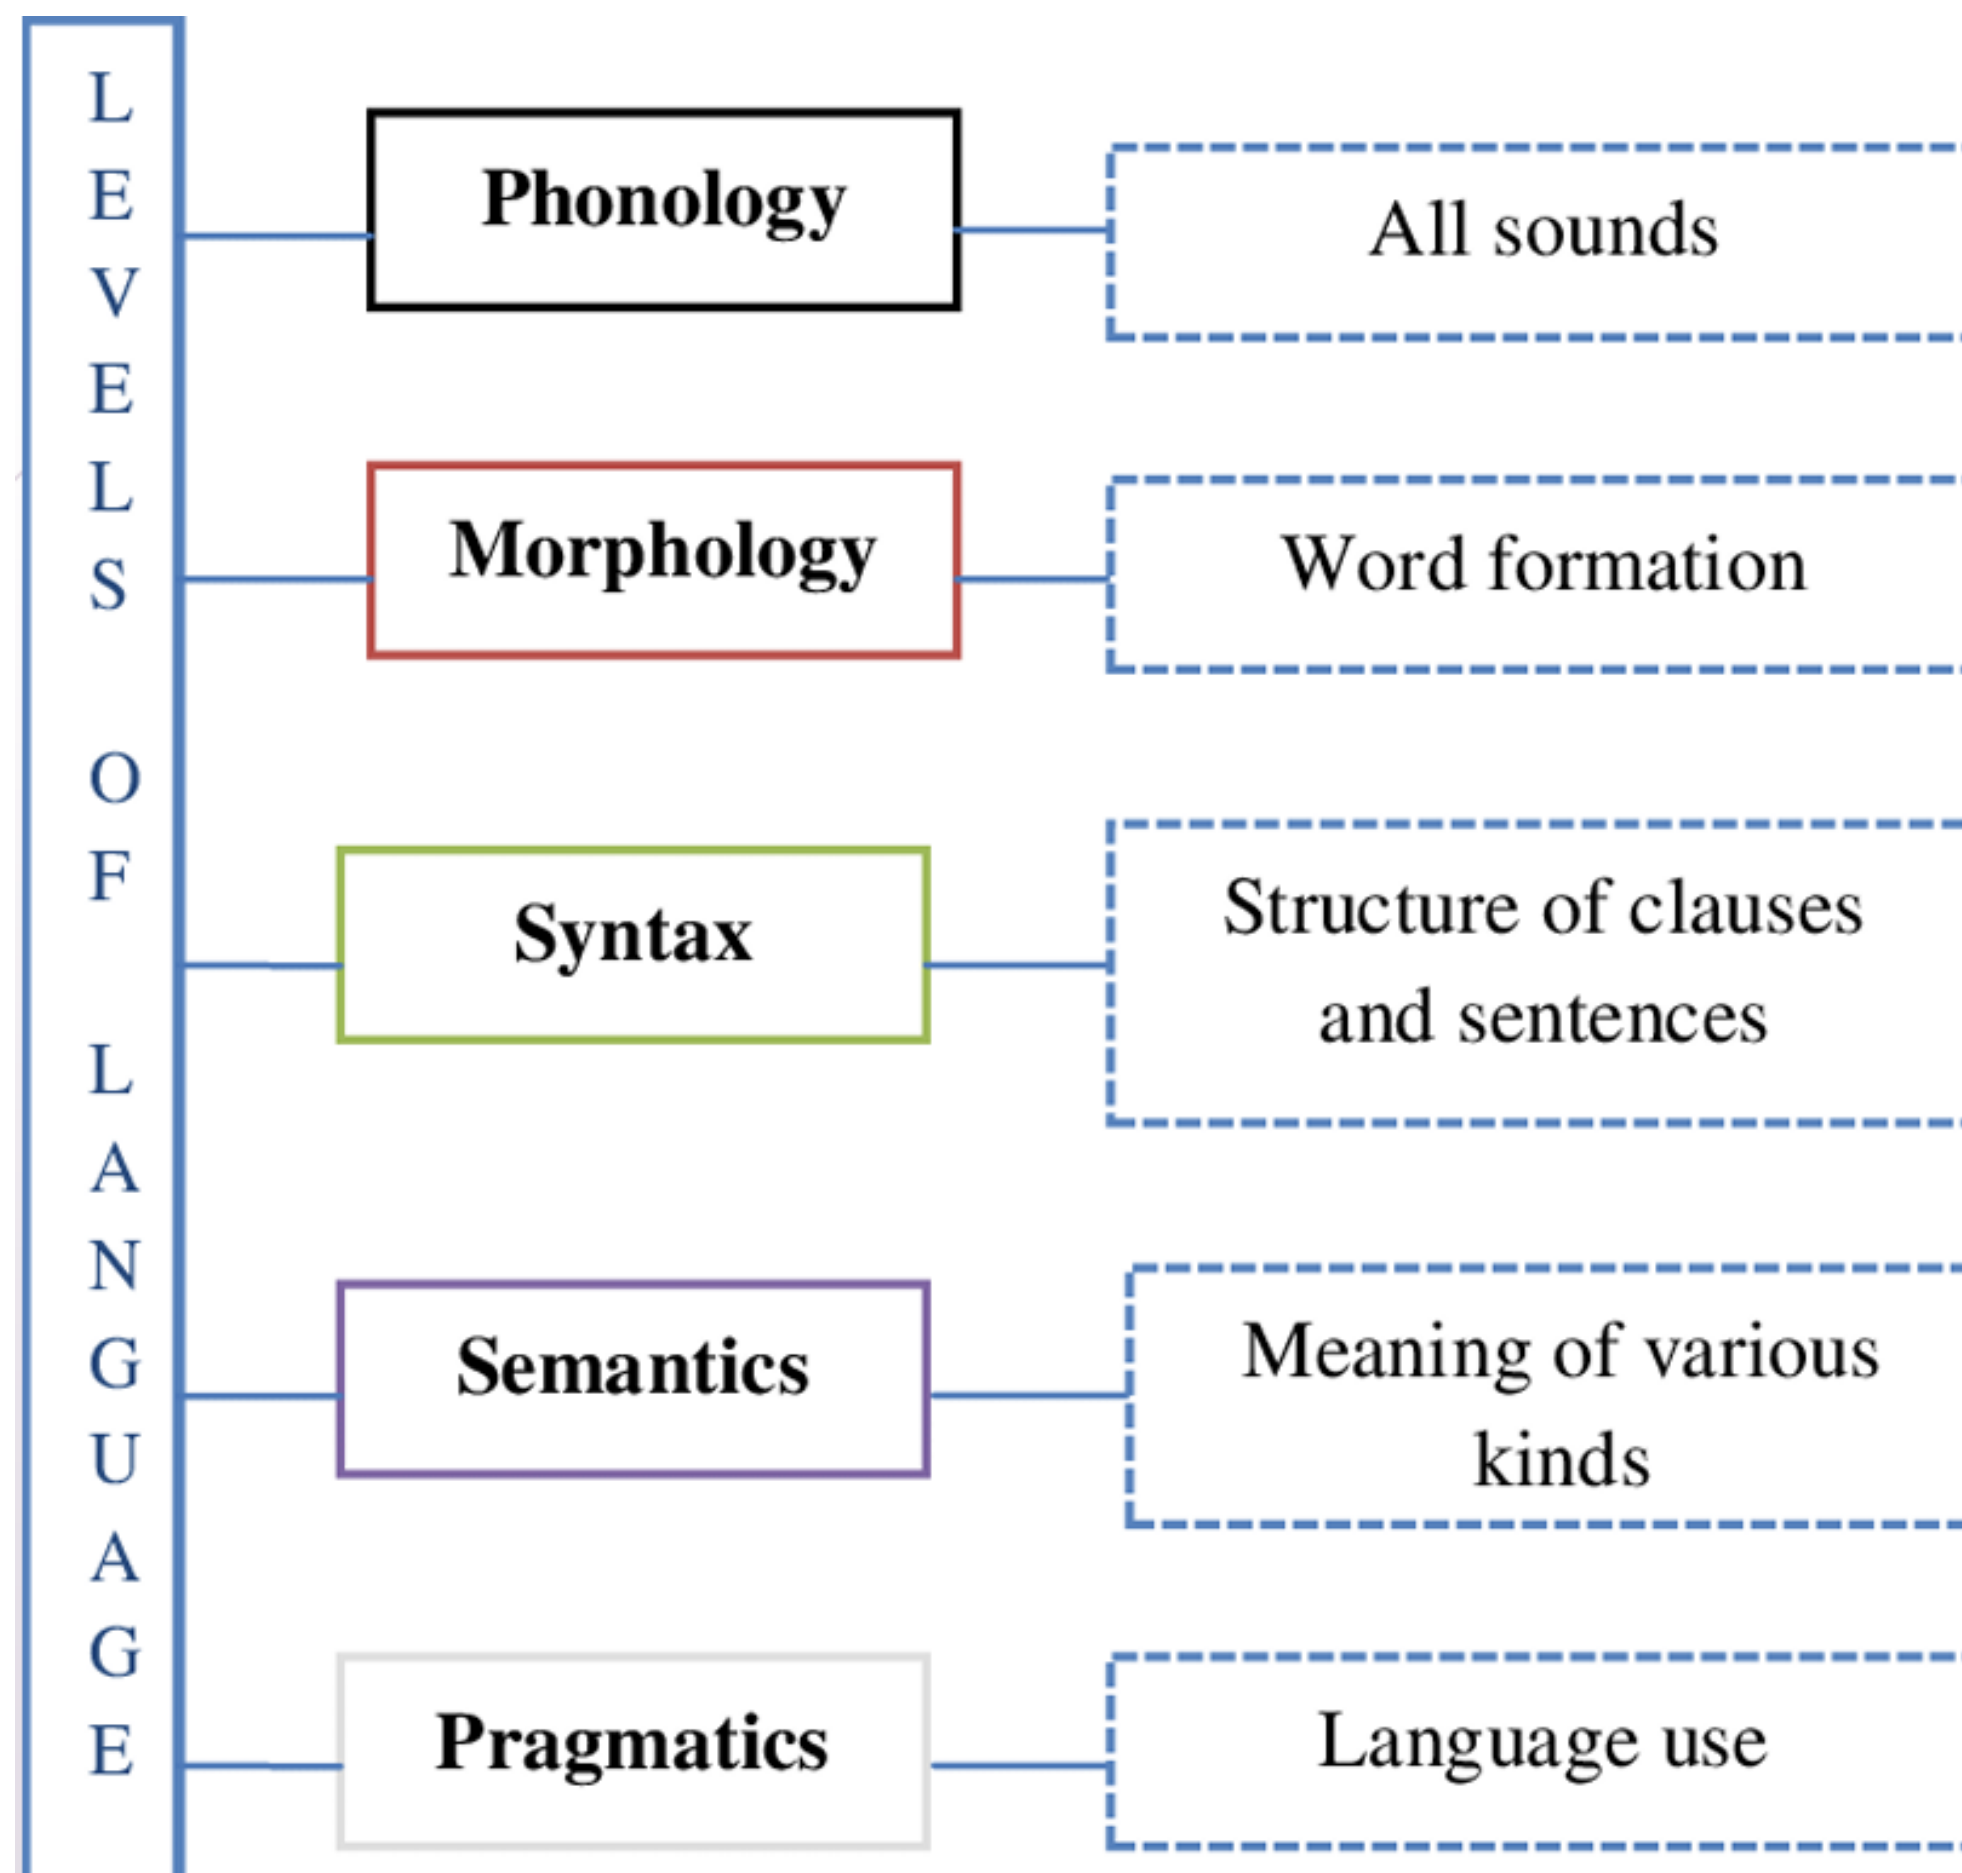 LEVELS OF LANGUAGE
Phonology
All sounds
Morphology
Word formation
Syntax
Structure of clauses
and sentences
Semantics
Meaning of various
kinds
Pragmatics
Language use